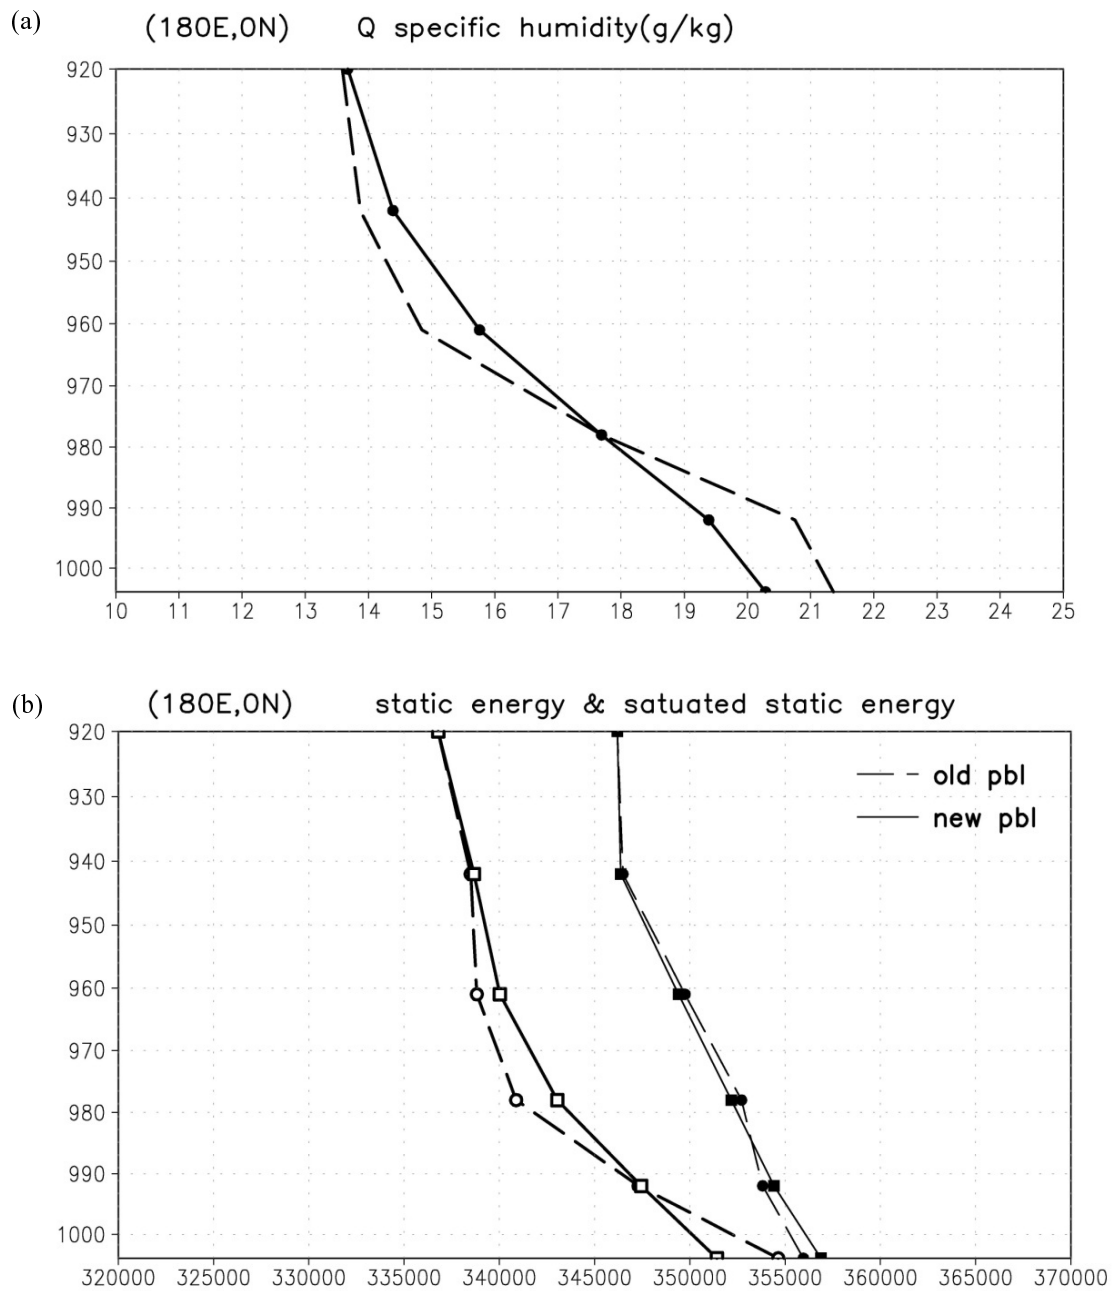 (a)
(180E,0N) Q specific humidity(g/kg)
920
930
940
950
960
970
980
990
1000
10 11 12 13 14 15 16 17 18 19 20 21 22 23 24 25
(b)
(180E,0N) static energy & satuated static energy
920
old pbl
930
new pbl
940
950
960
970
980
990
1000
320000 325000 330000 335000 340000 345000 350000 355000 360000 365000 370000